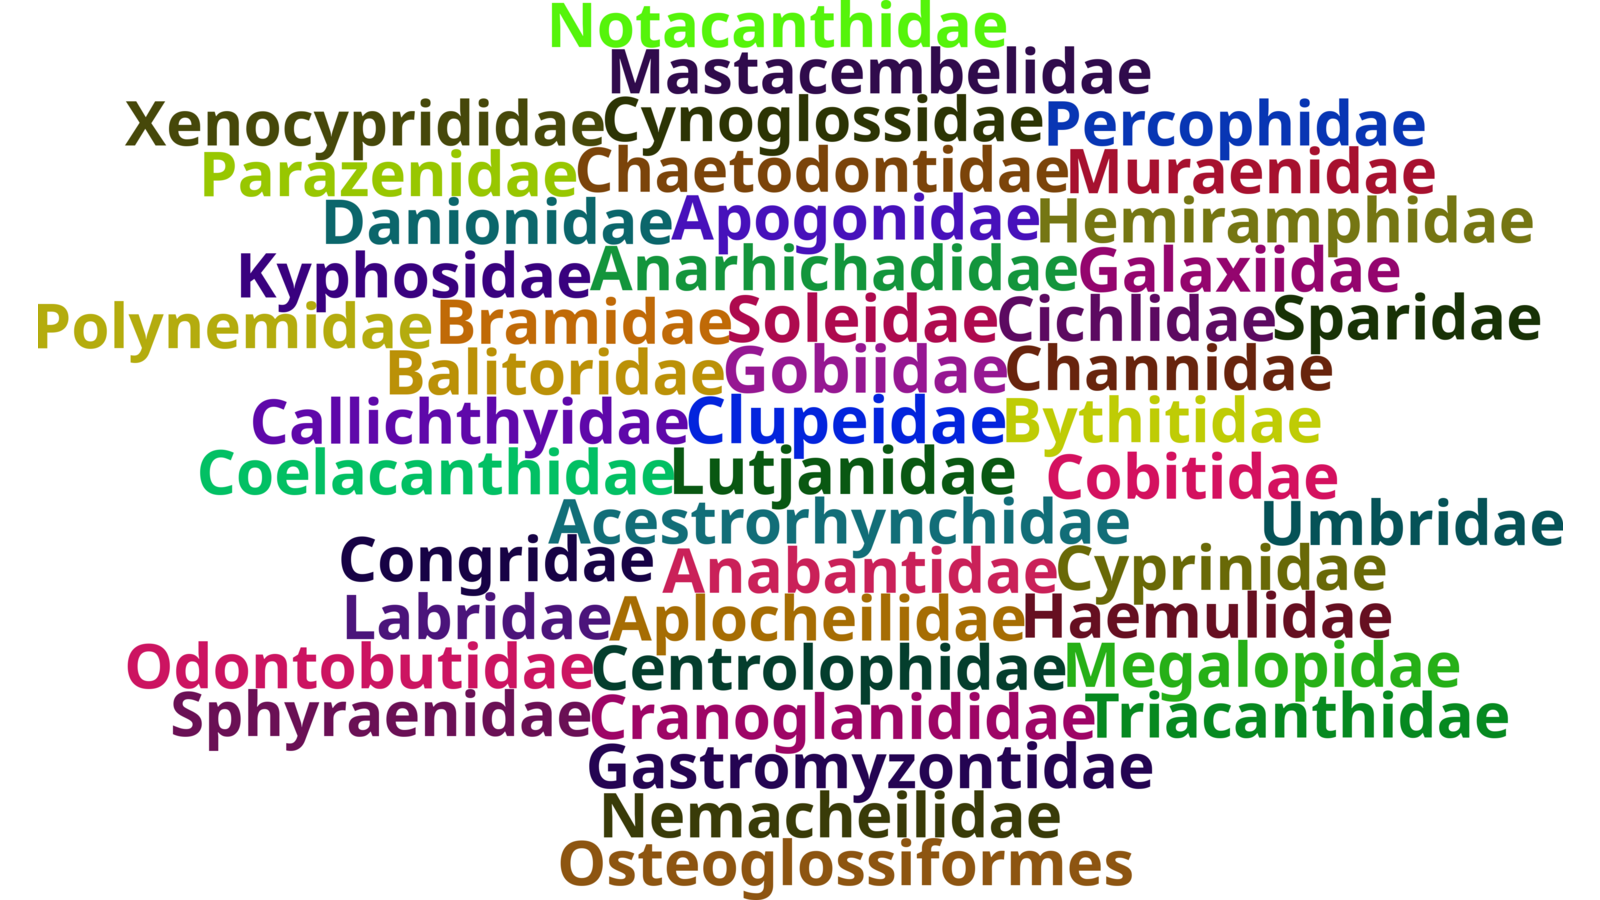 Notacanthidae
Mastacembelidae
Xenocyprididae Cynoglossidae Percophidae
Parazenidae Chaetodontidae Muraenidae
Danionidae Apogonidae Hemiramphidae
Kyphosidae Anarhichadidae Galaxiidae
Polynemidae Bramidae Soleidae Cichlidae Sparidae
Balitoridae Gobiidae Channidae
Callichthyidae Clupeidae Bythitidae
Coelacanthidae Lutjanidae Cobitidae
Acestrorhynchidae Umbridae
Congridae Anabantidae Cyprinidae
Labridae Aplocheilidae Haemulidae
Odontobutidae Centrolophidae Megalopidae
Sphyraenidae Cranoglanididae Triacanthidae
Gastromyzontidae
Nemacheilidae
Osteoglossiformes